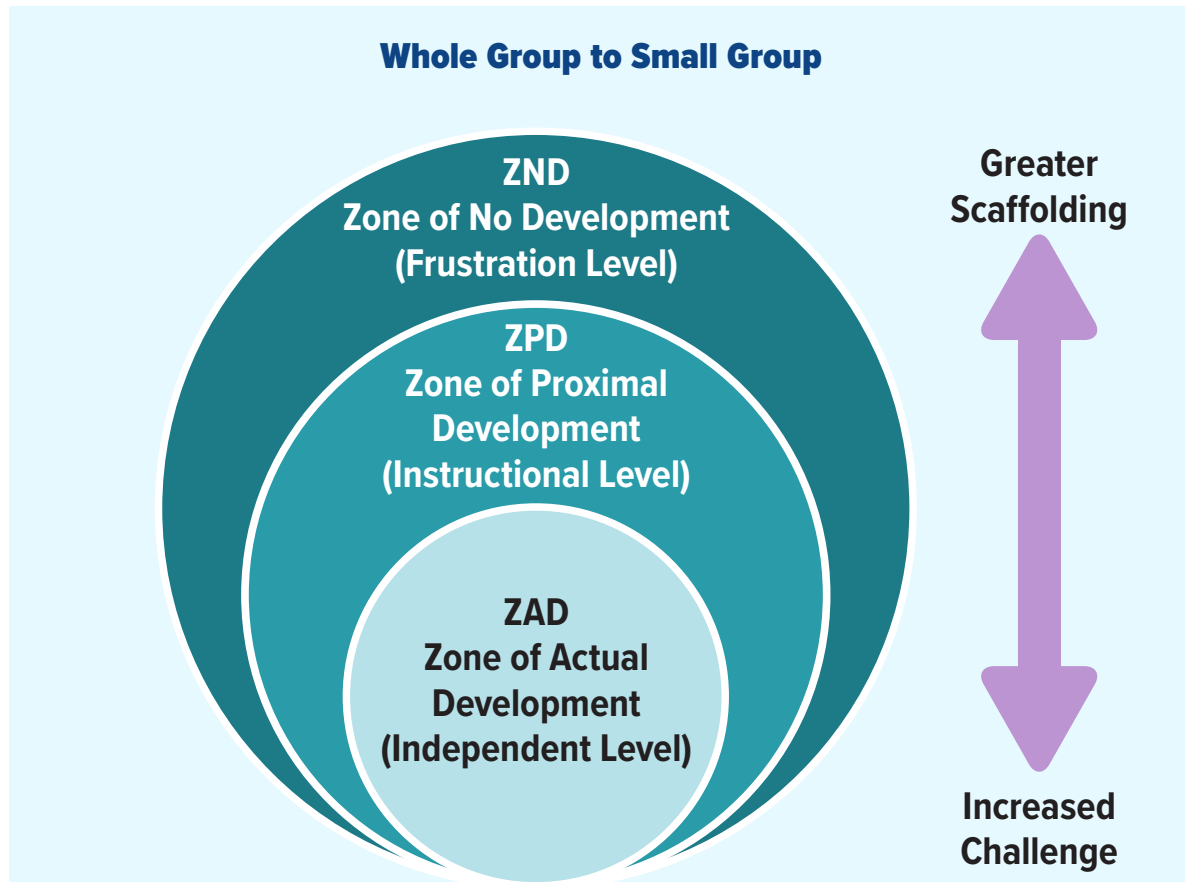 Whole Group to Small Group
ZND
Zone of No Development
(Frustration Level)
ZPD
Zone of Proximal
Development
(Instructional Level)
ZAD
Zone of Actual
Development
(Independent Level)
Greater
Scaffolding
Increased
Challenge